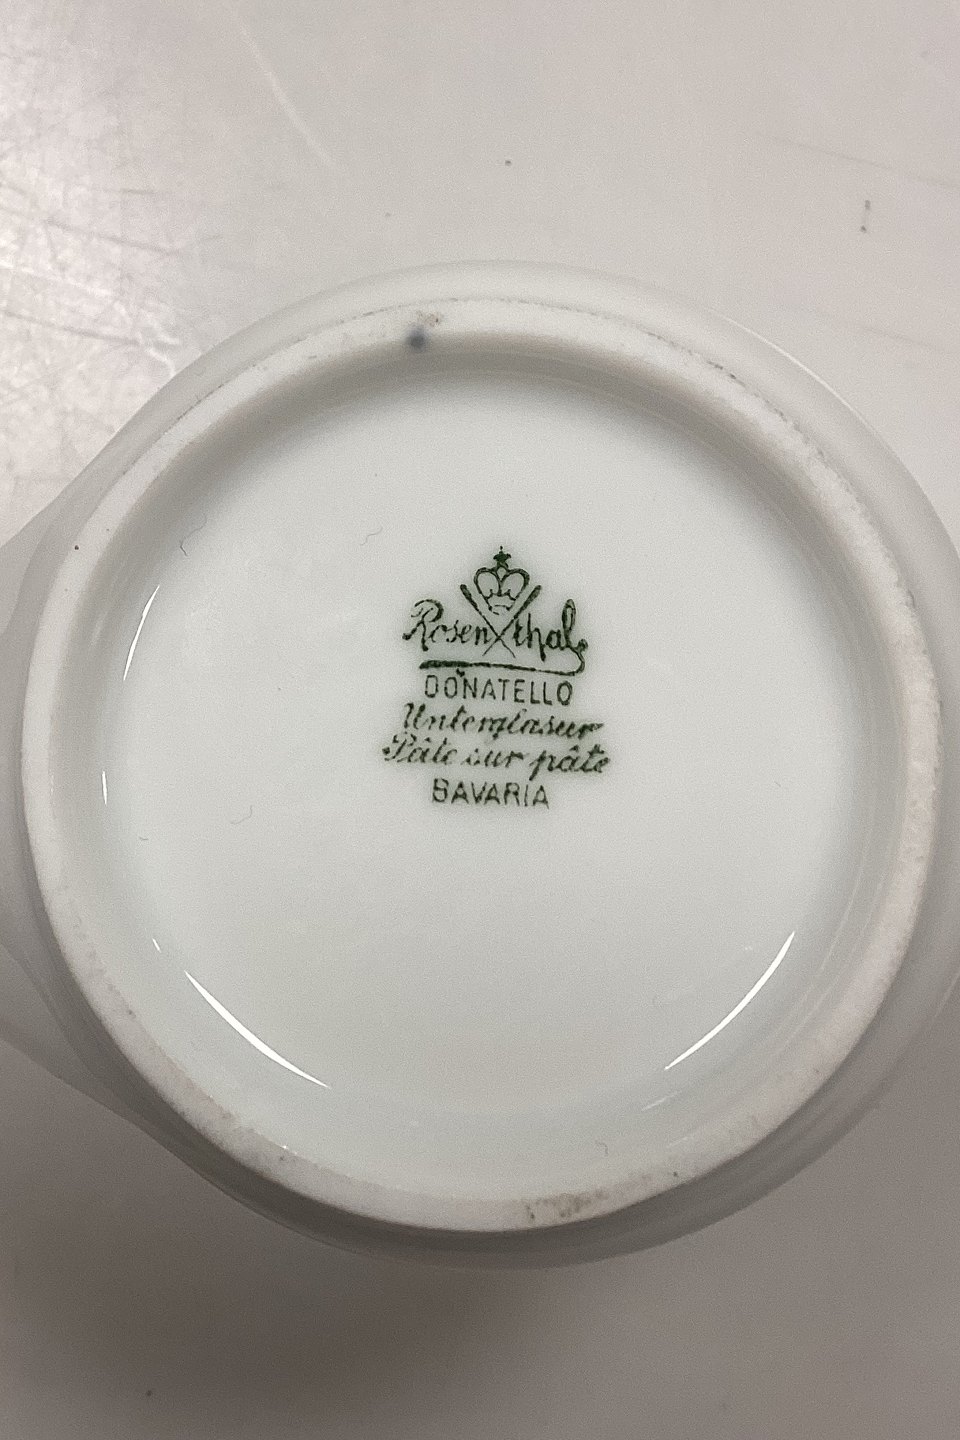 Rosenthal
DONATELLO
Unterglasur
Pâte sur pâte
BAVARIA